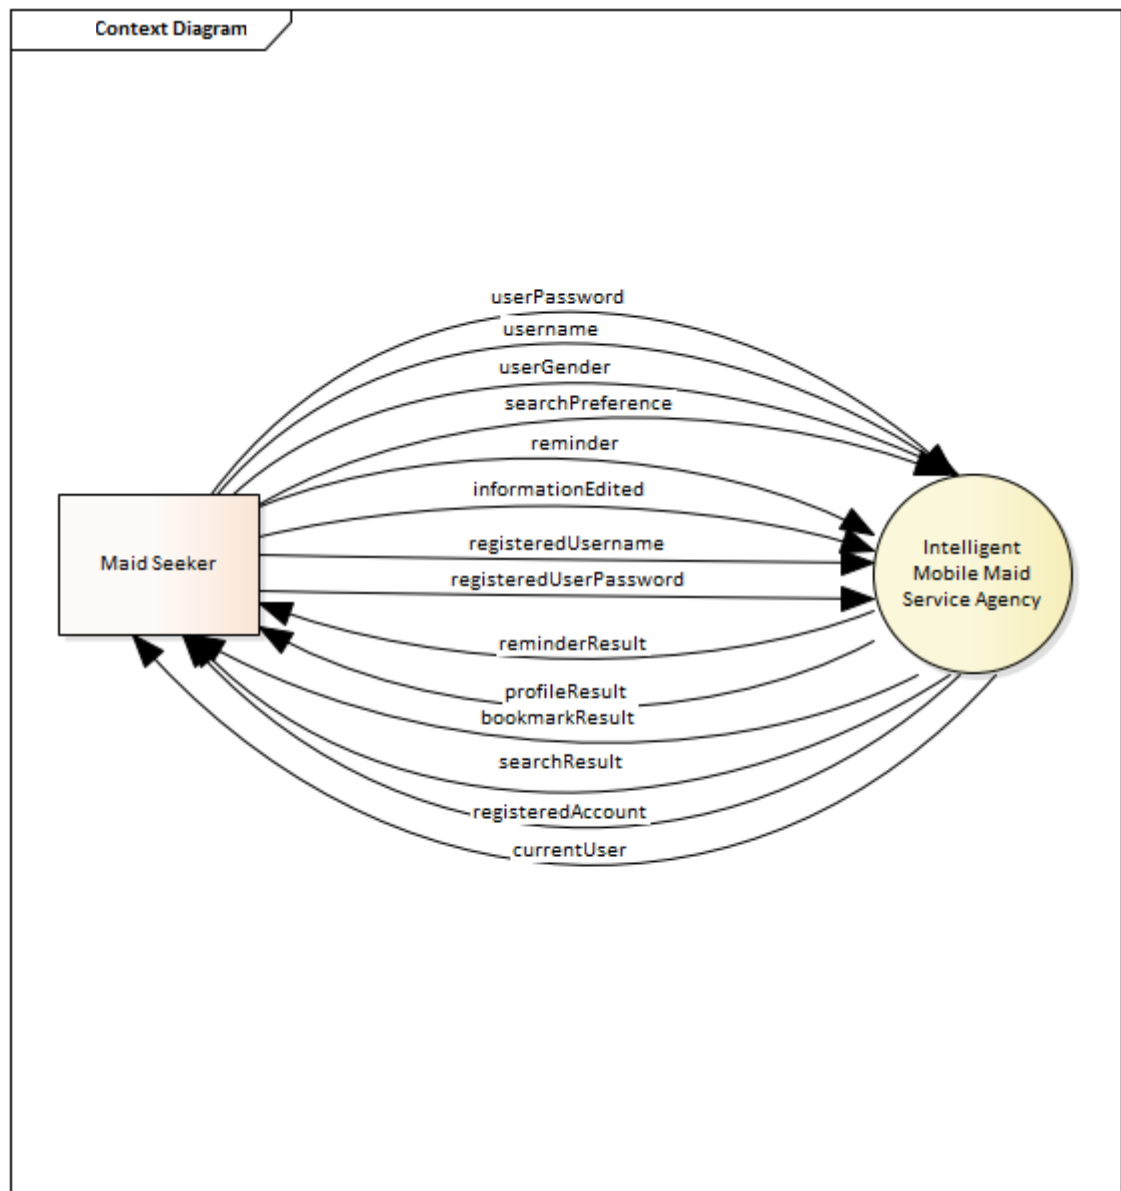 Context Diagram
userPassword
username
userGender
searchPreference
reminder
informationEdited
registeredUsername
registeredUserPassword
Maid Seeker
Intelligent
Mobile Maid
Service Agency
reminderResult
profileResult
bookmarkResult
searchResult
registeredAccount
currentUser